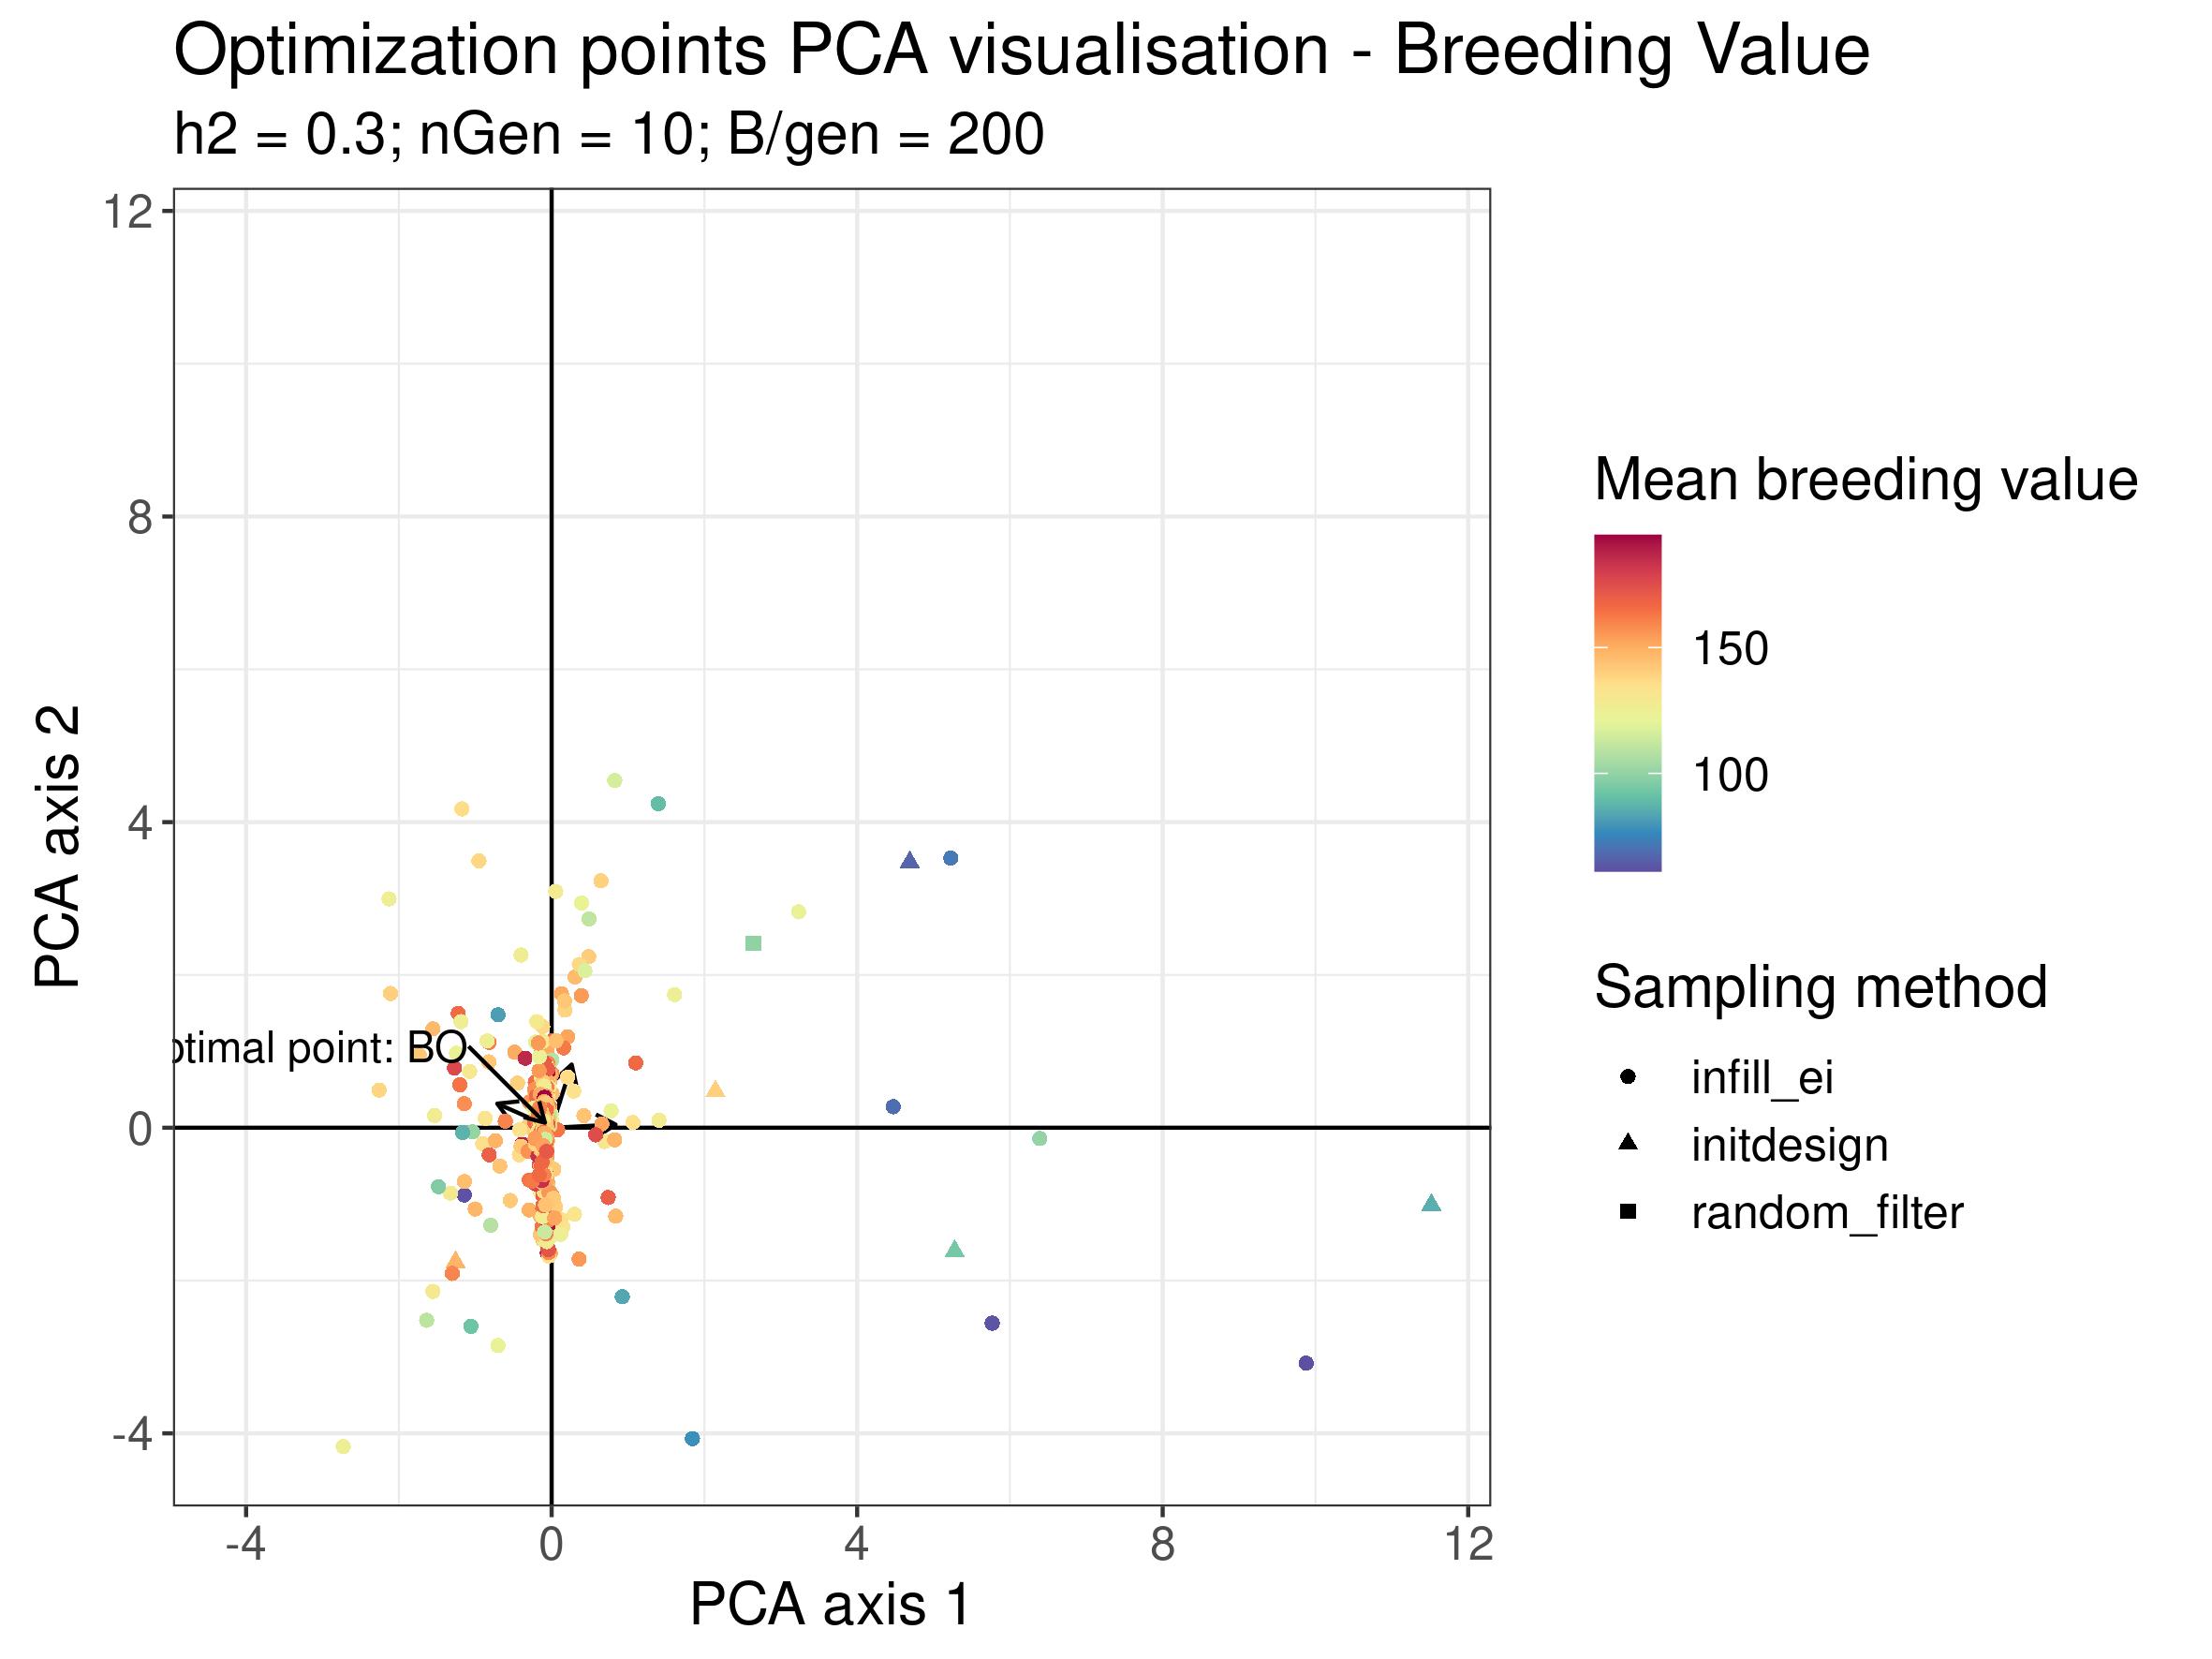 Optimization points PCA visualisation - Breeding Value
h2 = 0.3; nGen = 10; B/gen = 200
12
8
4
0
-4
PCA axis 2
ptimal point: BO
-4
0
4
8
12
PCA axis 1
Mean breeding value
150
100
Sampling method
infill_ei
initdesign
random_filter